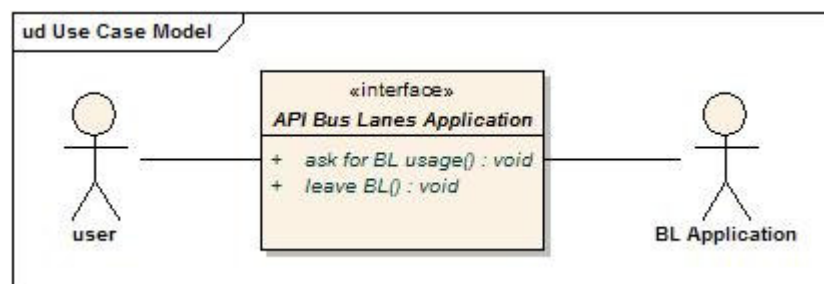 ud Use Case Model
«interface»
API Bus Lanes Application
+ ask for BL usage() : void
+ leave BL() : void
user
BL Application